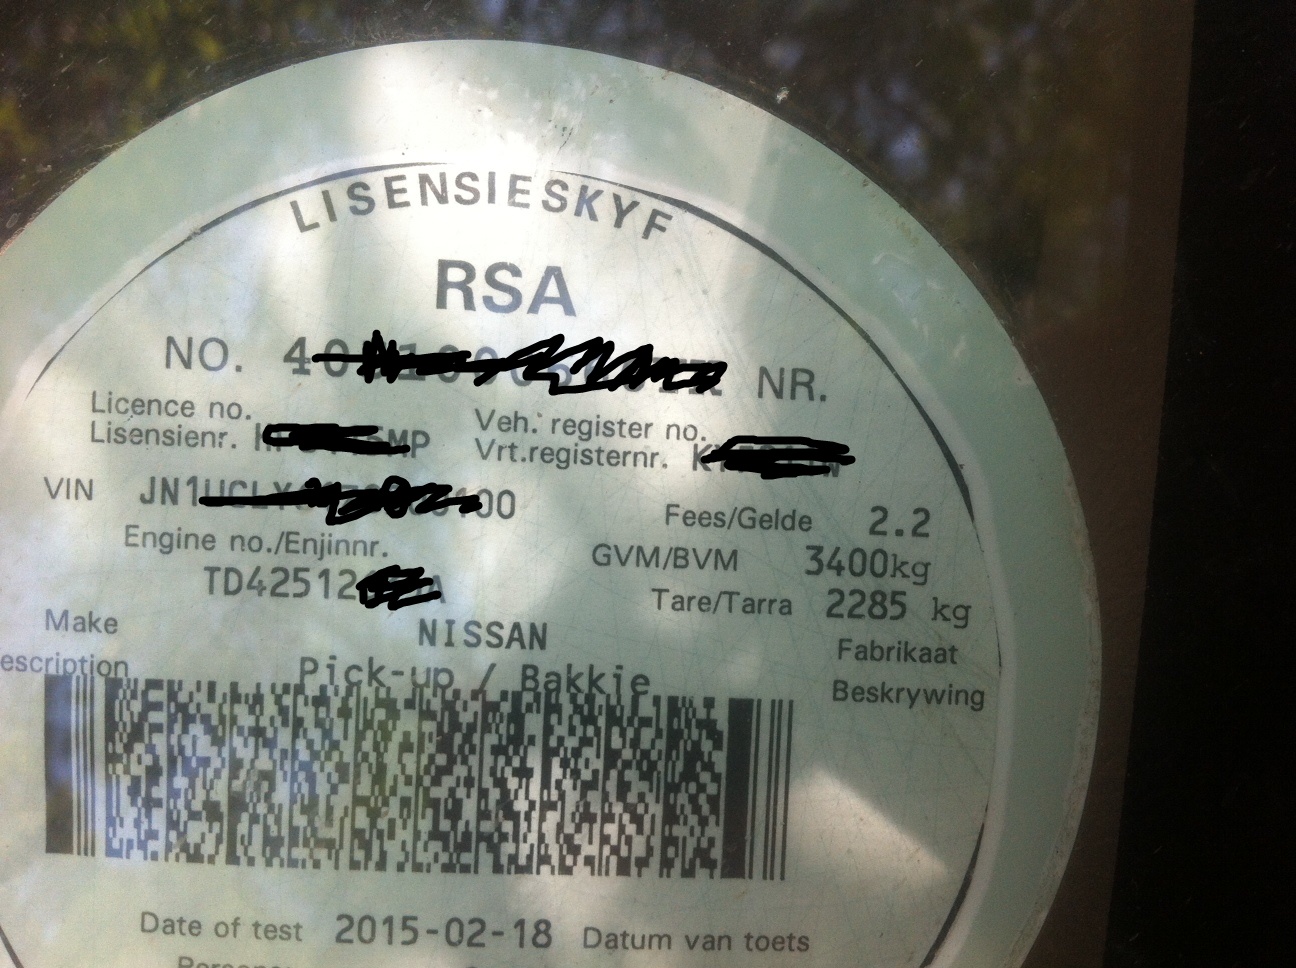 LISENSIESKYF
RSA
NO. NR.
Licence no.
Lisensienr.
Veh. register no.
Vrt.registernr.
VIN
Fees/Gelde 2.2
Engine no./Enjinnr.
GVM/BVM 3400kg
Tare/Tarra 2285 kg
Make NISSAN Fabrikaat
escription Pick-up / Bakkie Beskrywing
Date of test 2015-02-18 Datum van toets